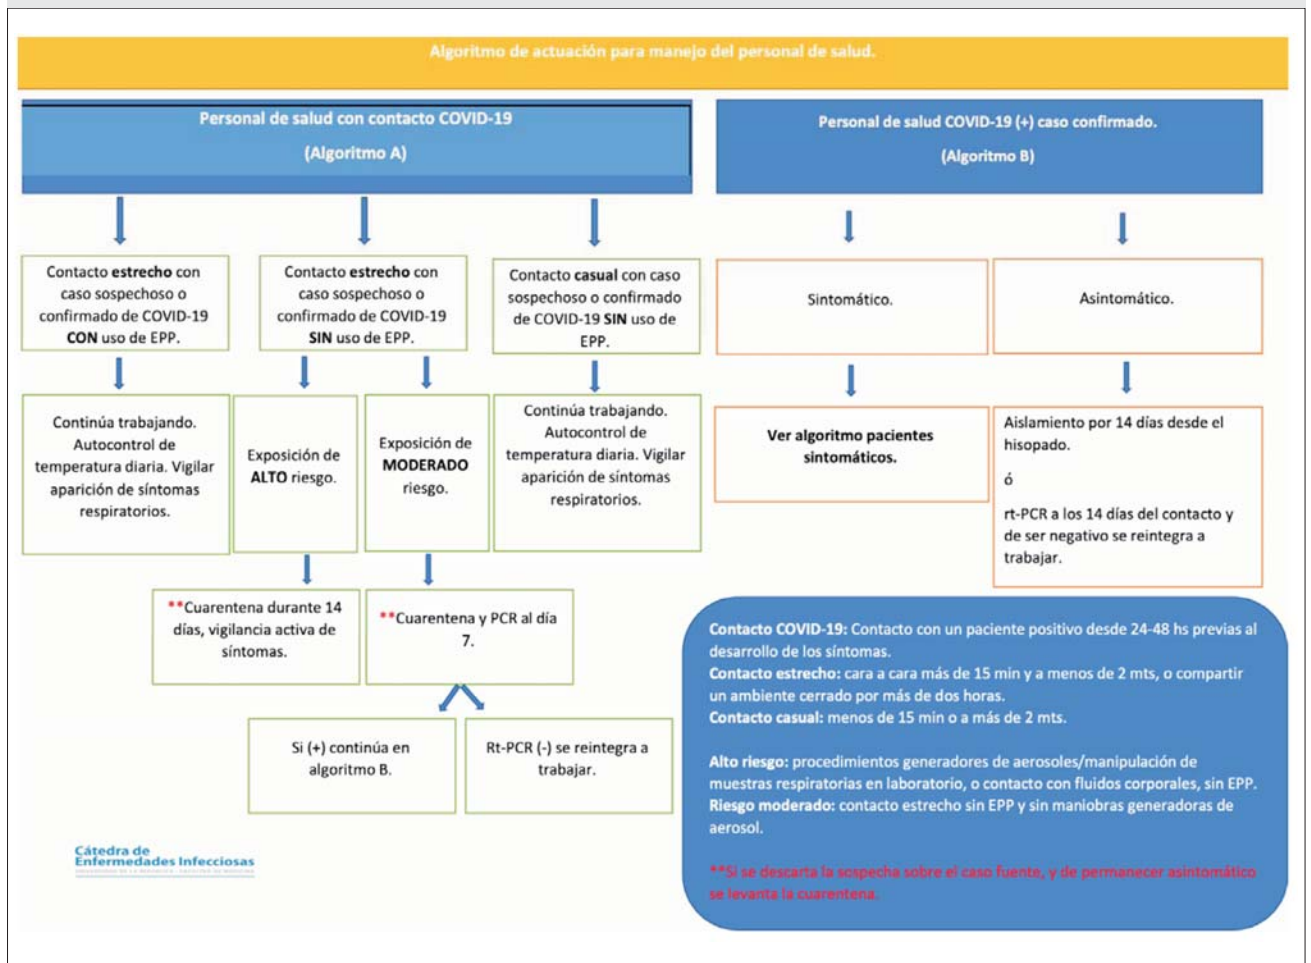 Algoritmo de actuación para manejo del personal de salud.
Personal de salud con contacto COVID-19
(Algoritmo A)
Personal de salud COVID-19 (+) caso confirmado.
(Algoritmo B)
Contacto estrecho con
caso sospechoso o
confirmado de COVID-19
CON uso de EPP.
Contacto estrecho con
caso sospechoso o
confirmado de COVID-19
SIN uso de EPP.
Contacto casual con caso
sospechoso o confirmado
de COVID-19 SIN uso de
EPP.
Sintomático.
Asintomático.
Continúa trabajando.
Autocontrol de
temperatura diaria. Vigilar
aparición de síntomas
respiratorios.
Exposición de
ALTO riesgo.
Exposición de
MODERADO
riesgo.
Continúa trabajando.
Autocontrol de
temperatura diaria. Vigilar
aparición de síntomas
respiratorios.
Ver algoritmo pacientes
sintomáticos.
Aislamiento por 14 días desde el
hisopado.
ó
rt-PCR a los 14 días del contacto y
de ser negativo se reintegra a
trabajar.
**Cuarentena durante 14
días, vigilancia activa de
síntomas.
**Cuarentena y PCR al día
7.
Si (+) continúa en
algoritmo B.
Rt-PCR (-) se reintegra a
trabajar.
Contacto COVID-19: Contacto con un paciente positivo desde 24-48 hs previas al
desarrollo de los síntomas.
Contacto estrecho: cara a cara más de 15 min y a menos de 2 mts, o compartir
un ambiente cerrado por más de dos horas.
Contacto casual: menos de 15 min o a más de 2 mts.
Alto riesgo: procedimientos generadores de aerosoles/manipulación de
muestras respiratorias en laboratorio, o contacto con fluidos corporales, sin EPP.
Riesgo moderado: contacto estrecho sin EPP y sin maniobras generadoras de
aerosol.
**Si se descarta la sospecha sobre el caso fuente, y de permanecer asintomático
se levanta la cuarentena.
Cátedra de
Enfermedades Infecciosas